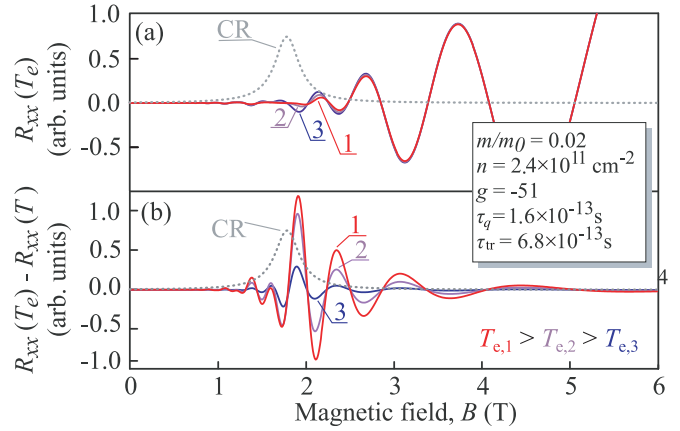 (a)
CR
1.0
0.5
0.0
-0.5
R_xx (T_e)
(arb. units)
2
3
1
m/m0 = 0.02
n = 2.4×10^11 cm^-2
g = -51
τ_q = 1.6×10^-13 s
τ_tr = 6.8×10^-13 s
(b)
CR
1.0
0.5
0.0
-0.5
-1.0
R_xx (T_e) - R_xx (T)
(arb. units)
1
2
3
4
T_e,1 > T_e,2 > T_e,3
0 1 2 3 4 5 6
Magnetic field, B (T)